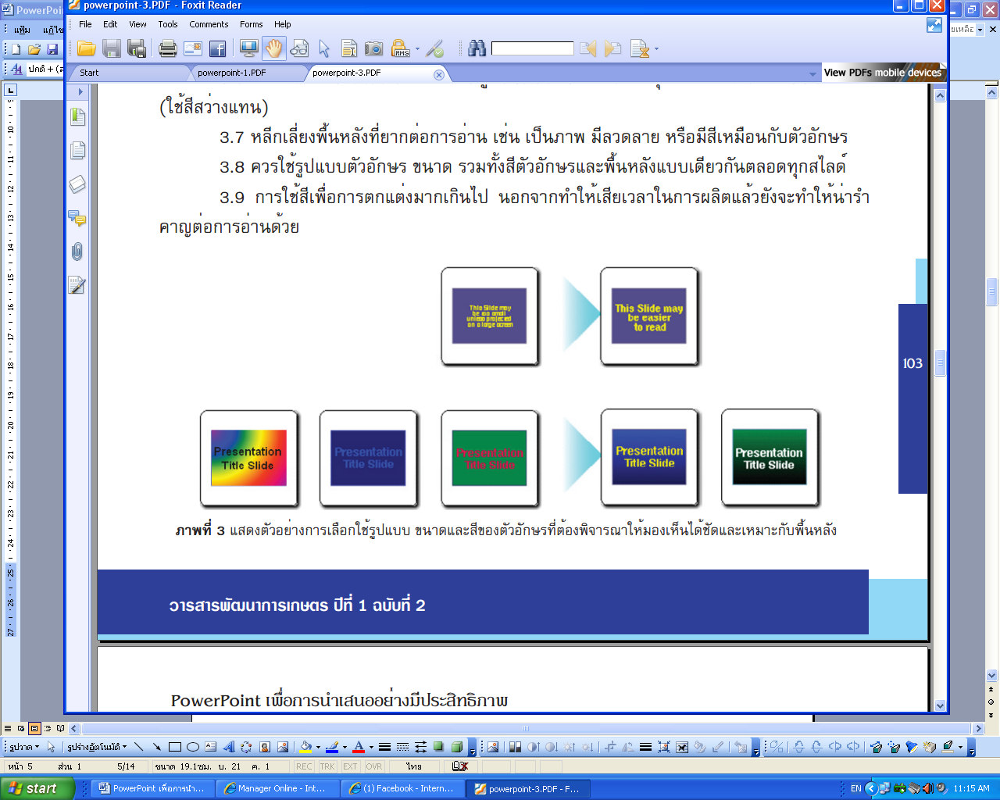 PowerPoin
powerpoint-3.PDF - Foxit Reader
แฟ้ม
แก้ไข
File Edit View Tools Comments Forms Help
RMS
ปกติ + (ส
Start
powerpoint-1.PDF
powerpoint-3.PDF
View PDFs mobile devices
(ใช้สีสว่างแทน)
3.7 หลีกเลี่ยงพื้นหลังที่ยากต่อการอ่าน เช่น เป็นภาพ มีลวดลาย หรือมีสีเหมือนกับตัวอักษร
3.8 ควรใช้รูปแบบตัวอักษร ขนาด รวมทั้งสีตัวอักษรและพื้นหลังแบบเดียวกันตลอดทุกสไลด์
3.9 การใช้สีเพื่อการตกแต่งมากเกินไป นอกจากทำให้เสียเวลาในการผลิตแล้วยังจะทำให้น่ารำ
คาญต่อการอ่านด้วย
This Slide may
be too small
unless projected
on a large screen
This Slide may
be easier
to read
103
Presentation
Title Slide
Presentation
Title Slide
Presentation
Title Slide
Presentation
Title Slide
Presentation
Title Slide
ภาพที่ 3 แสดงตัวอย่างการเลือกใช้รูปแบบ ขนาดและสีของตัวอักษรที่ต้องพิจารณาให้มองเห็นได้ชัดและเหมาะกับพื้นหลัง
วารสารพัฒนาการเกษตร ปีที่ 1 ฉบับที่ 2
PowerPoint เพื่อการนำเสนออย่างมีประสิทธิภาพ
รูปวาด
รูปร่างอัตโนมัติ
หน้า 5 ส่วน 1 5/14 ขนาด 19.1ซม. บ. 21 ค. 1 REC TRK EXT OVR ไทย
start
PowerPoint เพื่อการนำ...
Manager Online - Int...
(1) Facebook - Intern...
powerpoint-3.PDF - F...
EN
11:15 AM